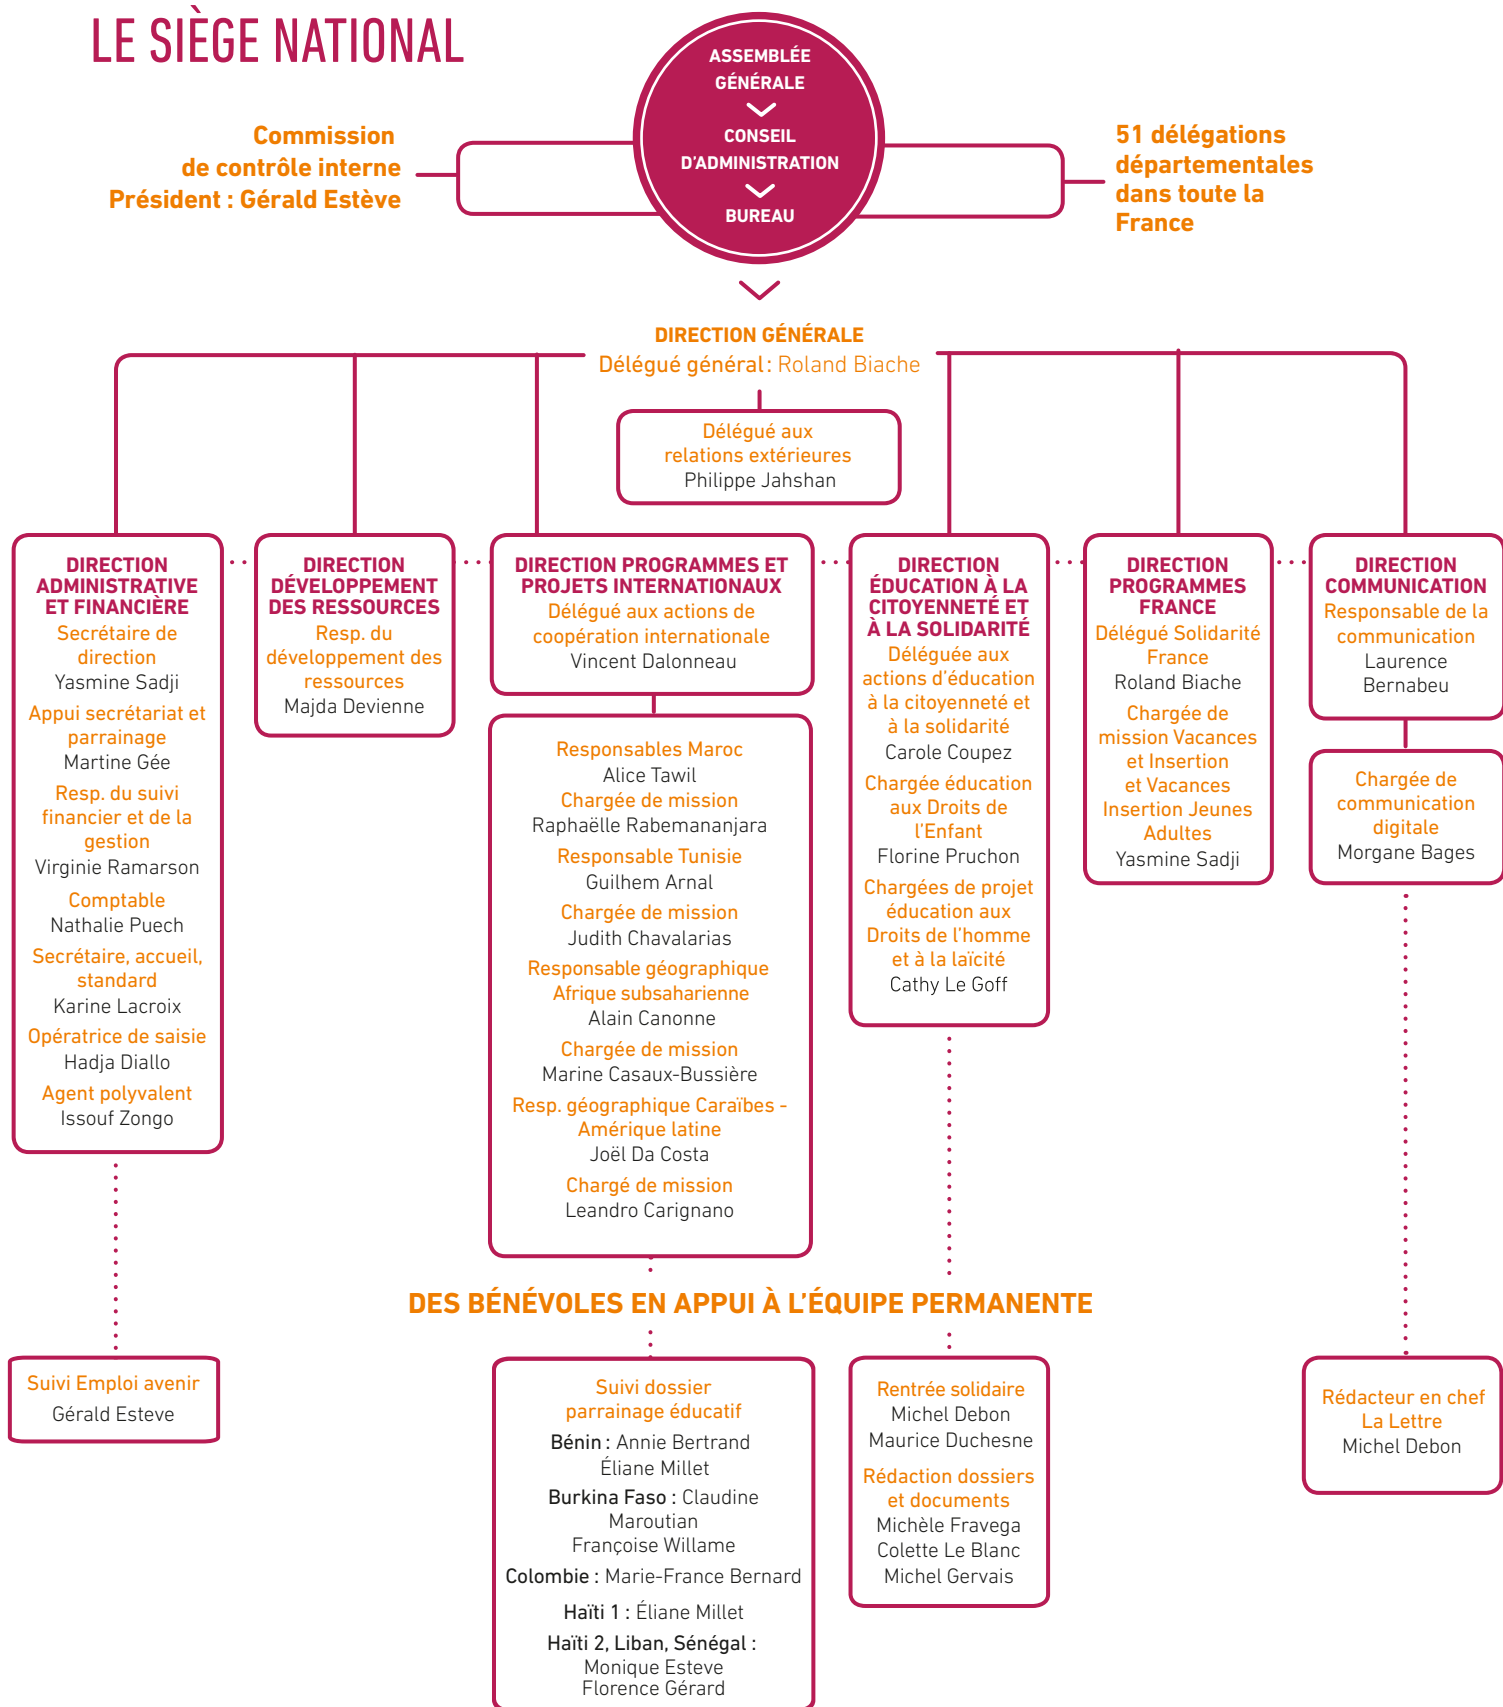 LE SIÈGE NATIONAL
ASSEMBLÉE
GÉNÉRALE
CONSEIL
D'ADMINISTRATION
BUREAU
Commission
de contrôle interne
Président : Gérald Estève
51 délégations
départementales
dans toute la
France
DIRECTION GÉNÉRALE
Délégué général : Roland Biache
Délégué aux
relations extérieures
Philippe Jahshan
DIRECTION
ADMINISTRATIVE
ET FINANCIÈRE
Secrétaire de
direction
Yasmine Sadji
Appui secrétariat et
parrainage
Martine Gée
Resp. du suivi
financier et de la
gestion
Virginie Ramarson
Comptable
Nathalie Puech
Secrétaire, accueil,
standard
Karine Lacroix
Opératrice de saisie
Hadja Diallo
Agent polyvalent
Issouf Zongo
DIRECTION
DÉVELOPPEMENT
DES RESSOURCES
Resp. du
développement des
ressources
Majda Devienne
DIRECTION PROGRAMMES ET
PROJETS INTERNATIONAUX
Délégué aux actions de
coopération internationale
Vincent Dalonneau
Responsables Maroc
Alice Tawil
Chargée de mission
Raphaëlle Rabemananjara
Responsable Tunisie
Guilhem Arnal
Chargée de mission
Judith Chavalarias
Responsable géographique
Afrique subsaharienne
Alain Canonne
Chargée de mission
Marine Casaux-Bussière
Resp. géographique Caraïbes -
Amérique latine
Joël Da Costa
Chargé de mission
Leandro Carignano
DIRECTION
ÉDUCATION À LA
CITOYENNETÉ ET
À LA SOLIDARITÉ
Déléguée aux
actions d'éducation
à la citoyenneté et
à la solidarité
Carole Coupez
Chargée éducation
aux Droits de
l'Enfant
Florine Pruchon
Chargées de projet
éducation aux
Droits de l'homme
et à la laïcité
Cathy Le Goff
DIRECTION
PROGRAMMES
FRANCE
Délégué Solidarité
France
Roland Biache
Chargée de
mission Vacances
et Insertion
et Vacances
Insertion Jeunes
Adultes
Yasmine Sadji
DIRECTION
COMMUNICATION
Responsable de la
communication
Laurence
Bernabeu
Chargée de
communication
digitale
Morgane Bages
DES BÉNÉVOLES EN APPUI À L'ÉQUIPE PERMANENTE
Suivi Emploi avenir
Gérald Esteve
Suivi dossier
parrainage éducatif
Bénin : Annie Bertrand
Éliane Millet
Burkina Faso : Claudine
Maroutian
Françoise Willame
Colombie : Marie-France Bernard
Haïti 1 : Éliane Millet
Haïti 2, Liban, Sénégal :
Monique Esteve
Florence Gérard
Rentrée solidaire
Michel Debon
Maurice Duchesne
Rédaction dossiers
et documents
Michèle Fravega
Colette Le Blanc
Michel Gervais
Rédacteur en chef
La Lettre
Michel Debon